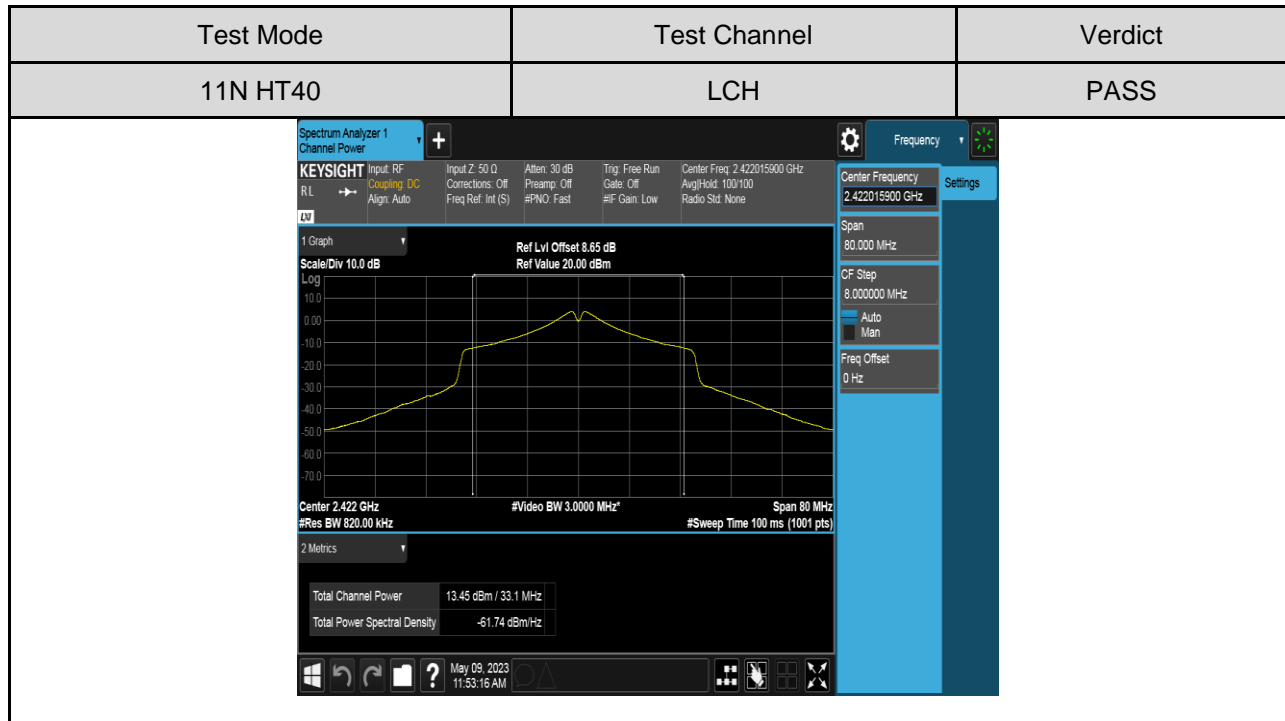 Test Mode Test Channel Verdict
11N HT40 LCH PASS
Spectrum Analyzer 1
Channel Power
+
Frequency
KEYSIGHT Input: RF Input Z: 50 Ω Atten: 30 dB Trig: Free Run Center Freq: 2.422015900 GHz
RL Coupling: DC Corrections: Off Preamp: Off Gate: Off Avg|Hold: 100/100
Align: Auto Freq Ref: Int (S) #PNO: Fast #IF Gain: Low Radio Std: None
LXI
Center Frequency
2.422015900 GHz
Settings
Span
80.000 MHz
CF Step
8.000000 MHz
Auto
Man
Freq Offset
0 Hz
1 Graph
Ref Lvl Offset 8.65 dB
Scale/Div 10.0 dB Ref Value 20.00 dBm
Log
10.0
0.00
-10.0
-20.0
-30.0
-40.0
-50.0
-60.0
-70.0
Center 2.422 GHz #Video BW 3.0000 MHz* Span 80 MHz
#Res BW 820.00 kHz #Sweep Time 100 ms (1001 pts)
2 Metrics
Total Channel Power 13.45 dBm / 33.1 MHz
Total Power Spectral Density -61.74 dBm/Hz
? May 09, 2023
11:53:16 AM